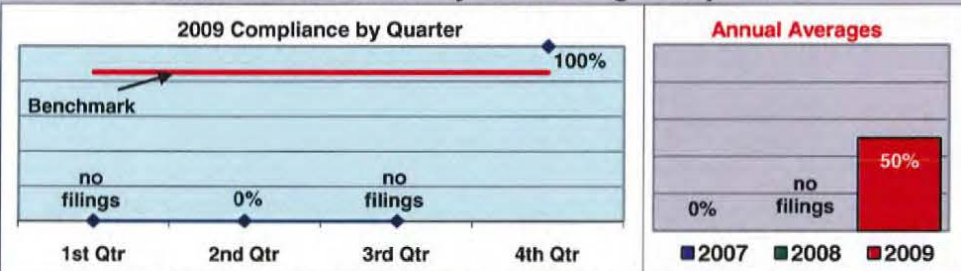 2009 Compliance by Quarter
100%
Benchmark
no
filings
0%
no
filings
1st Qtr
2nd Qtr
3rd Qtr
4th Qtr
Annual Averages
0%
no
filings
50%
2007
2008
2009